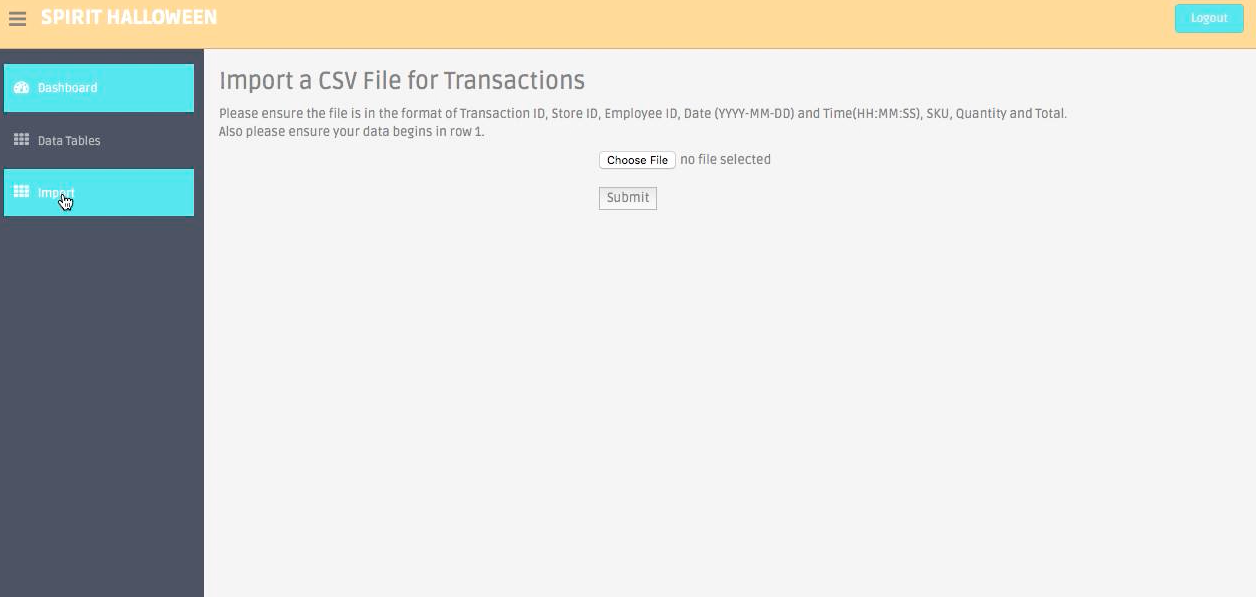 SPIRIT HALLOWEEN
Logout
Dashboard
Data Tables
Import
Import a CSV File for Transactions
Please ensure the file is in the format of Transaction ID, Store ID, Employee ID, Date (YYYY-MM-DD) and Time(HH:MM:SS), SKU, Quantity and Total.
Also please ensure your data begins in row 1.
Choose File no file selected
Submit